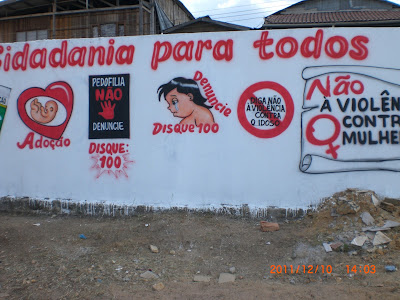 Cidadania para todos
Adoção
PEDOFILIA
NÃO
DENUNCIE
DISQUE:
100
DENUNCIE
Disque 100
DIGA NÃO
A VIOLÊNCIA
CONTRA
O IDOSO
Não
À VIOLÊN
CONTR
MULHE
2011/12/10 14:03